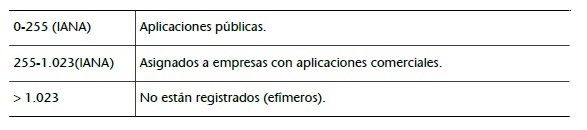 0-255 (IANA) Aplicaciones públicas.
255-1.023(IANA) Asignados a empresas con aplicaciones comerciales.
> 1.023 No están registrados (efímeros).